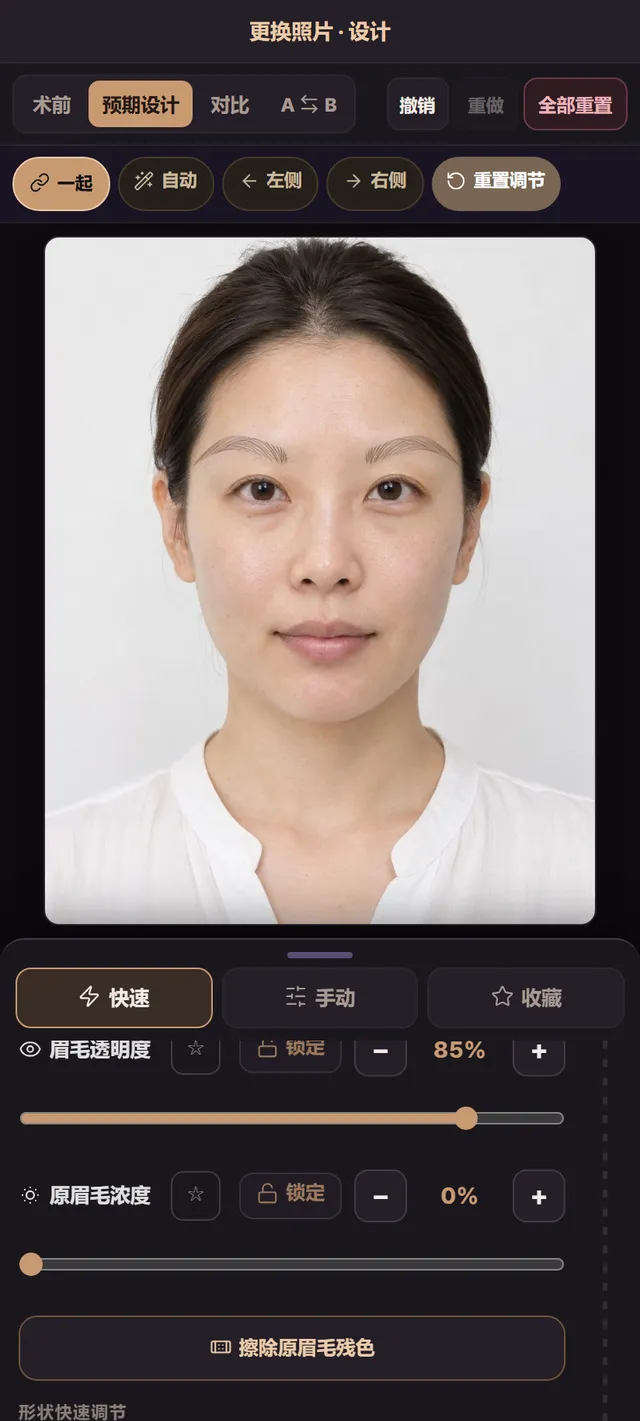 更换照片 · 设计
术前 预期设计 对比 A ⇆ B 撤销 重做 全部重置
一起 自动 ← 左侧 → 右侧 重置调节
快速 手动 收藏
眉毛透明度 ☆ 锁定 − 85% +
原眉毛浓度 ☆ 锁定 − 0% +
擦除原眉毛残色
形状快速调节